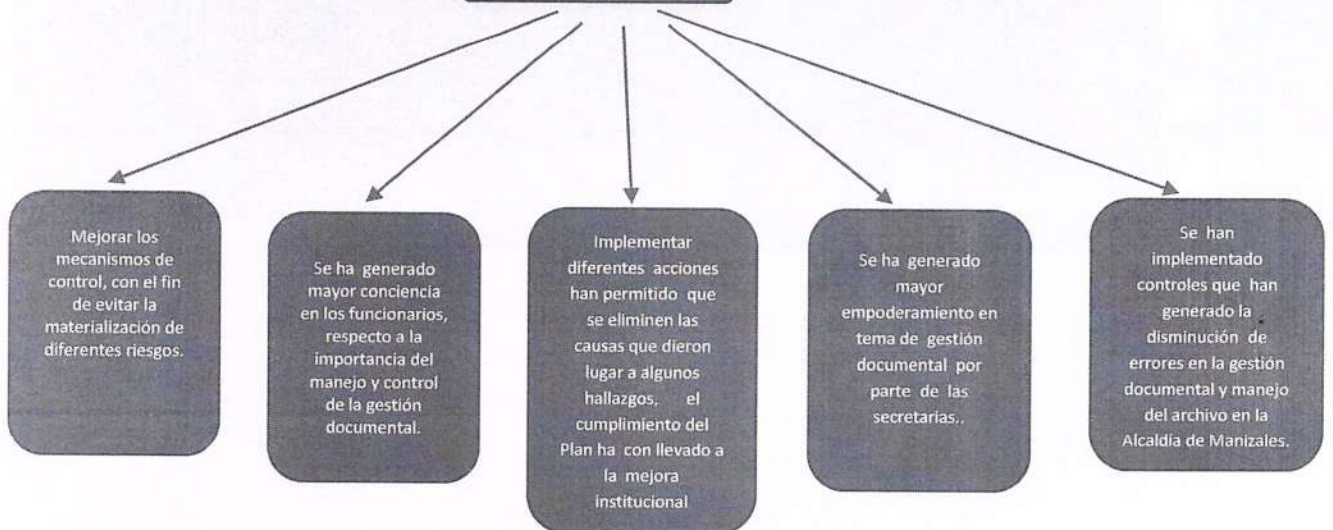 Mejorar los
mecanismos de
control, con el fin
de evitar la
materialización de
diferentes riesgos.
Se ha generado
mayor conciencia
en los funcionarios,
respecto a la
importancia del
manejo y control
de la gestión
documental.
Implementar
diferentes acciones
han permitido que
se eliminen las
causas que dieron
lugar a algunos
hallazgos, el
cumplimiento del
Plan ha con llevado a
la mejora
institucional
Se ha generado
mayor
empoderamiento en
tema de gestión
documental por
parte de las
secretarias..
Se han
implementado
controles que han
generado la
disminución de
errores en la gestión
documental y manejo
del archivo en la
Alcaldía de Manizales.